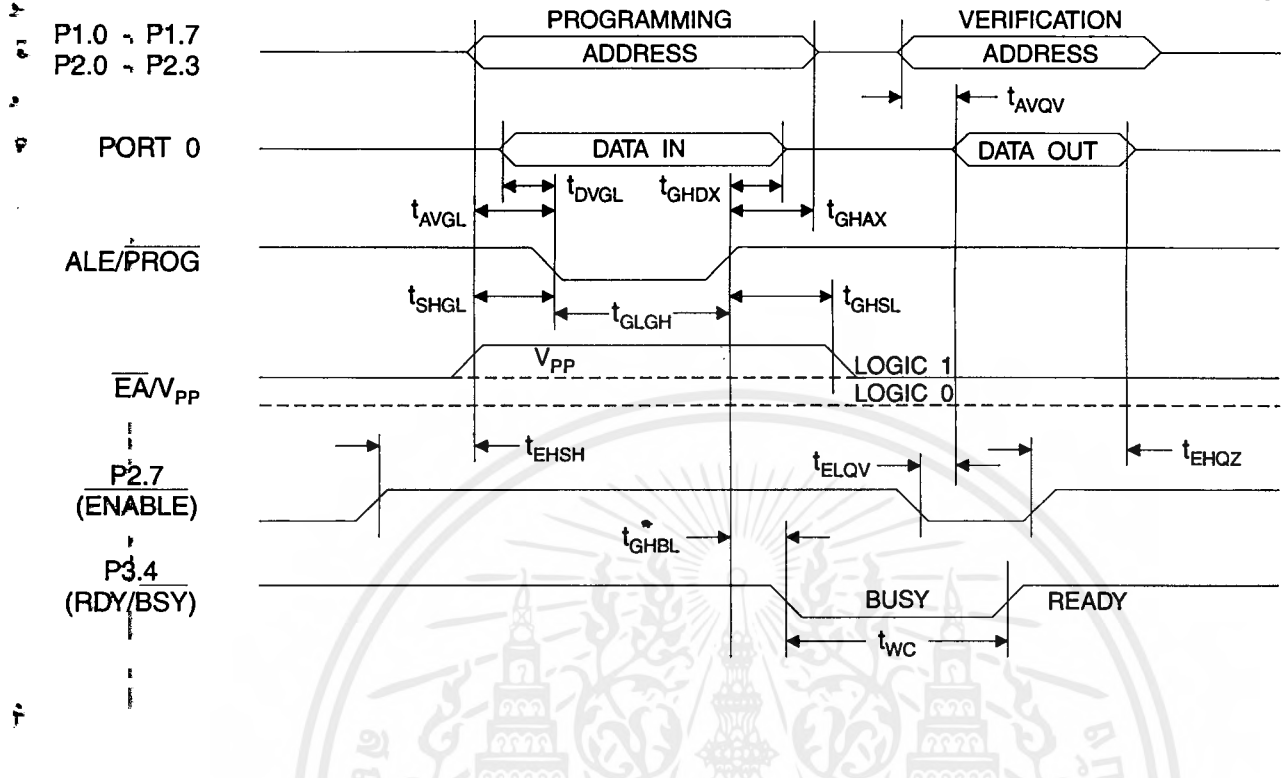 PROGRAMMING VERIFICATION
P1.0 - P1.7
P2.0 - P2.3
ADDRESS ADDRESS
tAVQV
PORT 0 DATA IN DATA OUT
tDVGL tGHDX
tAVGL tGHAX
ALE/PROG
tSHGL tGLGH tGHSL
VPP LOGIC 1
EA/VPP LOGIC 0
tEHSH tELQV tEHQZ
P2.7
(ENABLE)
tGHBL
P3.4
(RDY/BSY) BUSY READY
tWC